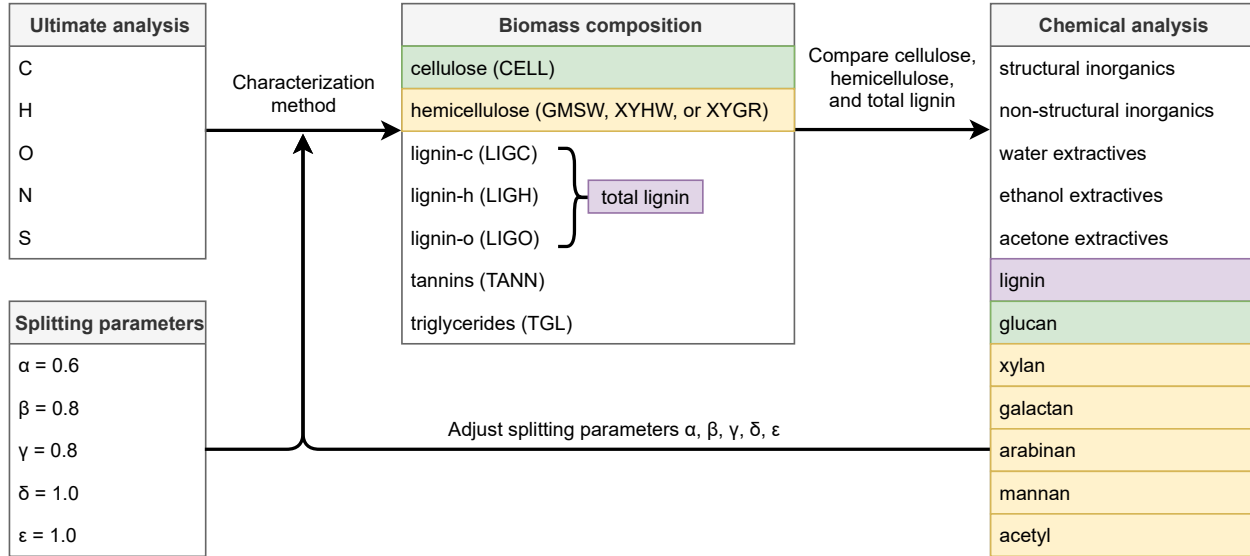 Ultimate analysis
C
H
O
N
S
Splitting parameters
α = 0.6
β = 0.8
γ = 0.8
δ = 1.0
ε = 1.0
Characterization
method
Biomass composition
cellulose (CELL)
hemicellulose (GMSW, XYHW, or XYGR)
lignin-c (LIGC)
lignin-h (LIGH)
lignin-o (LIGO)
total lignin
tannins (TANN)
triglycerides (TGL)
Compare cellulose,
hemicellulose,
and total lignin
Adjust splitting parameters α, β, γ, δ, ε
Chemical analysis
structural inorganics
non-structural inorganics
water extractives
ethanol extractives
acetone extractives
lignin
glucan
xylan
galactan
arabinan
mannan
acetyl